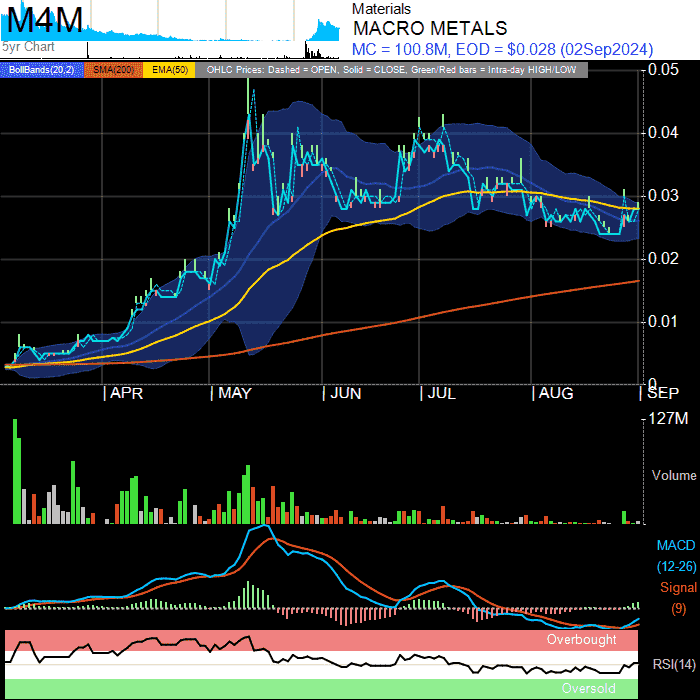 M4M
5yr Chart
Materials
MACRO METALS
MC = 100.8M, EOD = $0.028 (02Sep2024)
BollBands(20,2) SMA(200) EMA(50) OHLC Prices: Dashed = OPEN, Solid = CLOSE, Green/Red bars = Intra-day HIGH/LOW
0.05
0.04
0.03
0.02
0.01
0
APR MAY JUN JUL AUG SEP
127M
Volume
MACD
(12-26)
Signal
(9)
Overbought
RSI(14)
Oversold